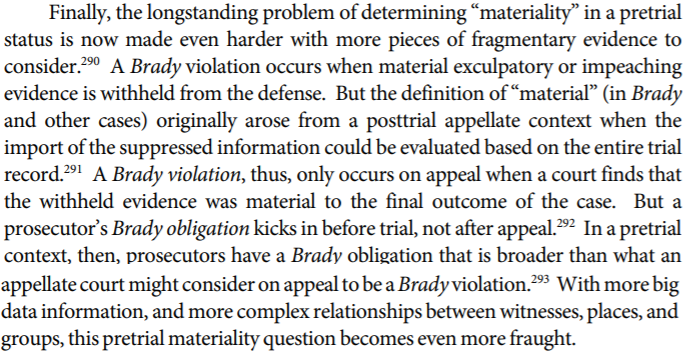 Finally, the longstanding problem of determining “materiality” in a pretrial
status is now made even harder with more pieces of fragmentary evidence to
consider.290 A Brady violation occurs when material exculpatory or impeaching
evidence is withheld from the defense. But the definition of “material” (in Brady
and other cases) originally arose from a posttrial appellate context when the
import of the suppressed information could be evaluated based on the entire trial
record.291 A Brady violation, thus, only occurs on appeal when a court finds that
the withheld evidence was material to the final outcome of the case. But a
prosecutor’s Brady obligation kicks in before trial, not after appeal.292 In a pretrial
context, then, prosecutors have a Brady obligation that is broader than what an
appellate court might consider on appeal to be a Brady violation.293 With more big
data information, and more complex relationships between witnesses, places, and
groups, this pretrial materiality question becomes even more fraught.